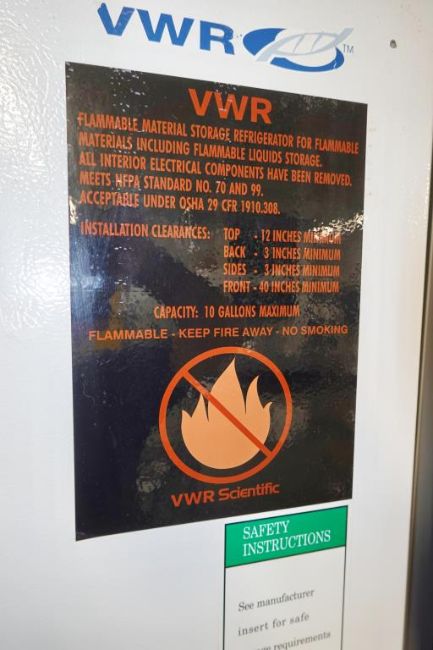 VWR TM
VWR
FLAMMABLE MATERIAL STORAGE REFRIGERATOR FOR FLAMMABLE
MATERIALS INCLUDING FLAMMABLE LIQUIDS STORAGE.
ALL INTERIOR ELECTRICAL COMPONENTS HAVE BEEN REMOVED.
MEETS NFPA STANDARD NO. 70 AND 99.
ACCEPTABLE UNDER OSHA 29 CFR 1910.308.
INSTALLATION CLEARANCES: TOP - 12 INCHES MINIMUM
BACK - 3 INCHES MINIMUM
SIDES - 3 INCHES MINIMUM
FRONT - 40 INCHES MINIMUM
CAPACITY: 10 GALLONS MAXIMUM
FLAMMABLE - KEEP FIRE AWAY - NO SMOKING
VWR Scientific
SAFETY
INSTRUCTIONS
See manufacturer
insert for safe
requirements